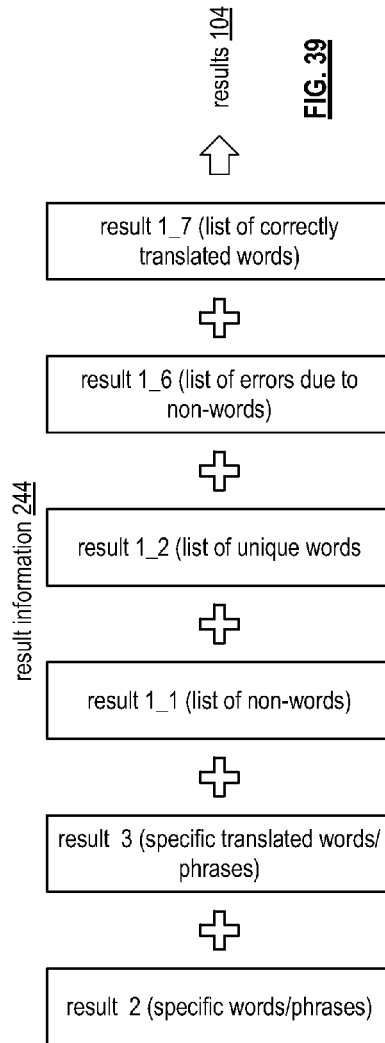 result information 244
result 1_7 (list of correctly
translated words)
result 1_6 (list of errors due to
non-words)
result 1_2 (list of unique words
result 1_1 (list of non-words)
result 3 (specific translated words/
phrases)
result 2 (specific words/phrases)
results 104
FIG. 39